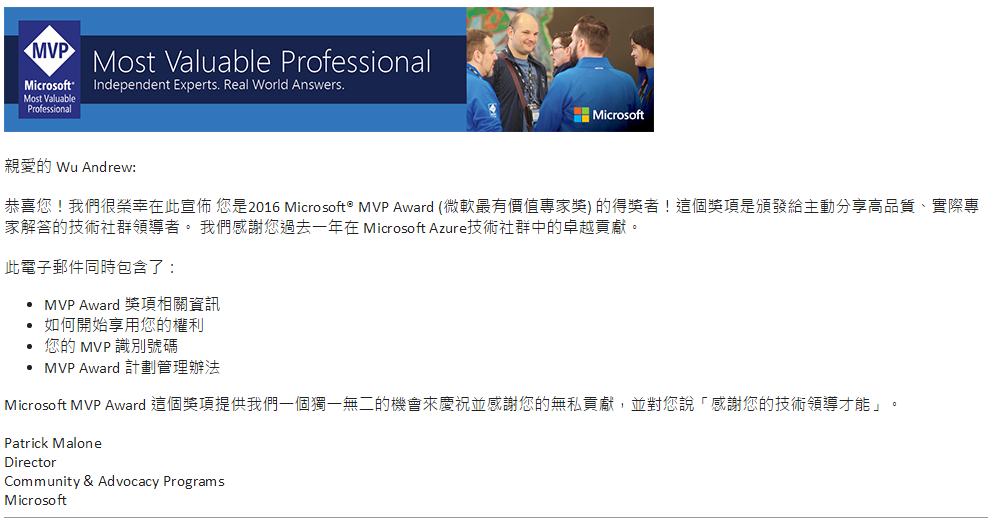 MVP
Microsoft®
Most Valuable
Professional
Most Valuable Professional
Independent Experts. Real World Answers.
Microsoft
親愛的 Wu Andrew:
恭喜您！我們很榮幸在此宣佈 您是2016 Microsoft® MVP Award (微軟最有價值專家獎) 的得獎者！這個獎項是頒發給主動分享高品質、實際專
家解答的技術社群領導者。 我們感謝您過去一年在 Microsoft Azure技術社群中的卓越貢獻。
此電子郵件同時包含了：
• MVP Award 獎項相關資訊
• 如何開始享用您的權利
• 您的 MVP 識別號碼
• MVP Award 計劃管理辦法
Microsoft MVP Award 這個獎項提供我們一個獨一無二的機會來慶祝並感謝您的無私貢獻，並對您說「感謝您的技術領導才能」。
Patrick Malone
Director
Community & Advocacy Programs
Microsoft